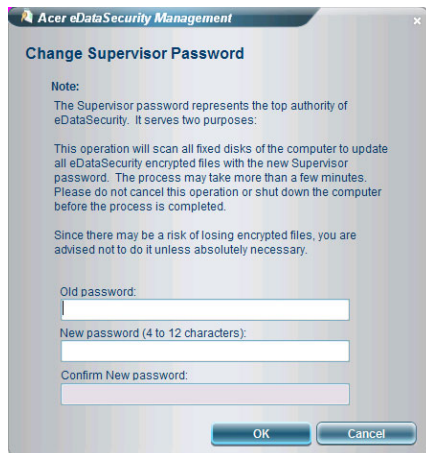 Acer eDataSecurity Management
Change Supervisor Password
Note:
The Supervisor password represents the top authority of
eDataSecurity. It serves two purposes:
This operation will scan all fixed disks of the computer to update
all eDataSecurity encrypted files with the new Supervisor
password. The process may take more than a few minutes.
Please do not cancel this operation or shut down the computer
before the process is completed.
Since there may be a risk of losing encrypted files, you are
advised not to do it unless absolutely necessary.
Old password:
New password (4 to 12 characters):
Confirm New password:
OK Cancel